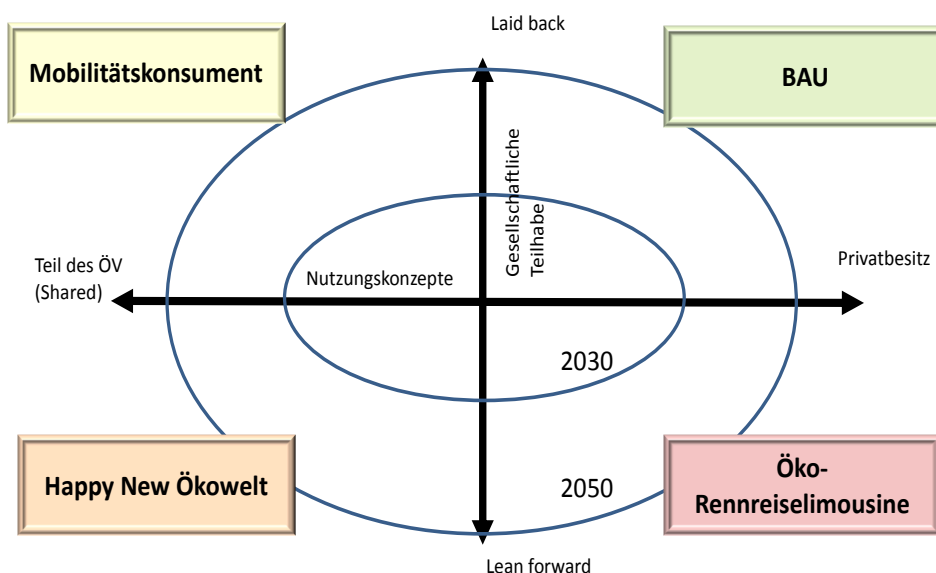 Laid back
Mobilitätskonsument
BAU
Gesellschaftliche
Teilhabe
Teil des ÖV
(Shared)
Nutzungskonzepte
Privatbesitz
2030
Happy New Ökowelt
2050
Öko-
Rennreiselimousine
Lean forward